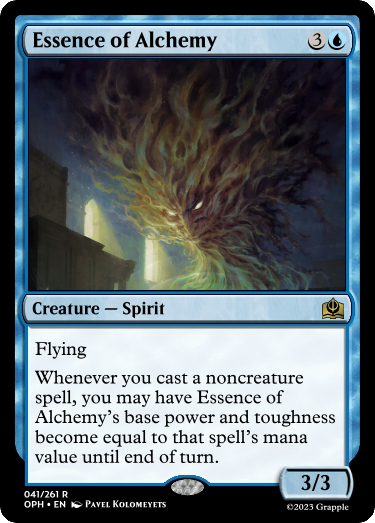 Essence of Alchemy 3
Creature — Spirit
Flying
Whenever you cast a noncreature
spell, you may have Essence of
Alchemy's base power and toughness
become equal to that spell's mana
value until end of turn.
3/3
041/261 R
OPH • EN PAVEL KOLOMEYETS
©2023 Grapple